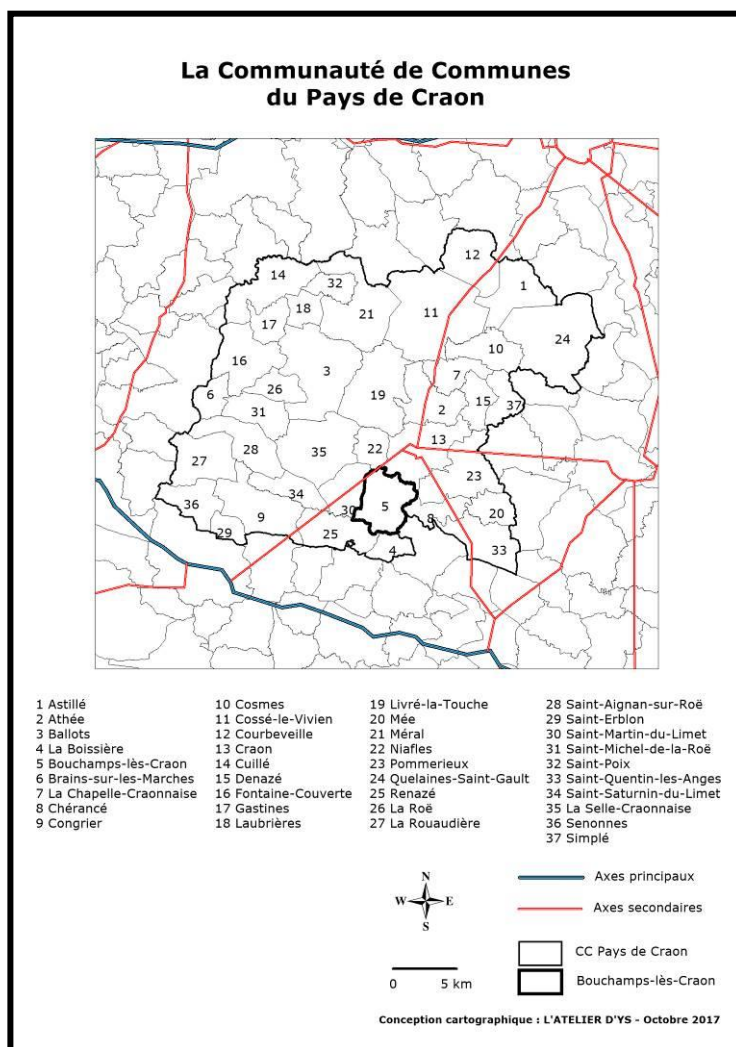 La Communauté de Communes
du Pays de Craon
12
14
32
1
11
18
21
17
24
10
16
3
7
26
19
6
15
37
31
2
13
28
22
35
27
23
34
36
5
30
20
9
8
29
25
4
33
1 Astillé
2 Athée
3 Ballots
4 La Boissière
5 Bouchamps-lès-Craon
6 Brains-sur-les-Marches
7 La Chapelle-Craonnaise
8 Chérancé
9 Congrier
10 Cosmes
11 Cossé-le-Vivien
12 Courbeveille
13 Craon
14 Cuillé
15 Denazé
16 Fontaine-Couverte
17 Gastines
18 Laubrières
19 Livré-la-Touche
20 Mée
21 Méral
22 Niafles
23 Pommerieux
24 Quelaines-Saint-Gault
25 Renazé
26 La Roë
27 La Rouaudière
28 Saint-Aignan-sur-Roë
29 Saint-Erblon
30 Saint-Martin-du-Limet
31 Saint-Michel-de-la-Roë
32 Saint-Poix
33 Saint-Quentin-les-Anges
34 Saint-Saturnin-du-Limet
35 La Selle-Craonnaise
36 Senonnes
37 Simplé
N
W E
S
0 5 km
Axes principaux
Axes secondaires
CC Pays de Craon
Bouchamps-lès-Craon
Conception cartographique : L'ATELIER D'YS - Octobre 2017